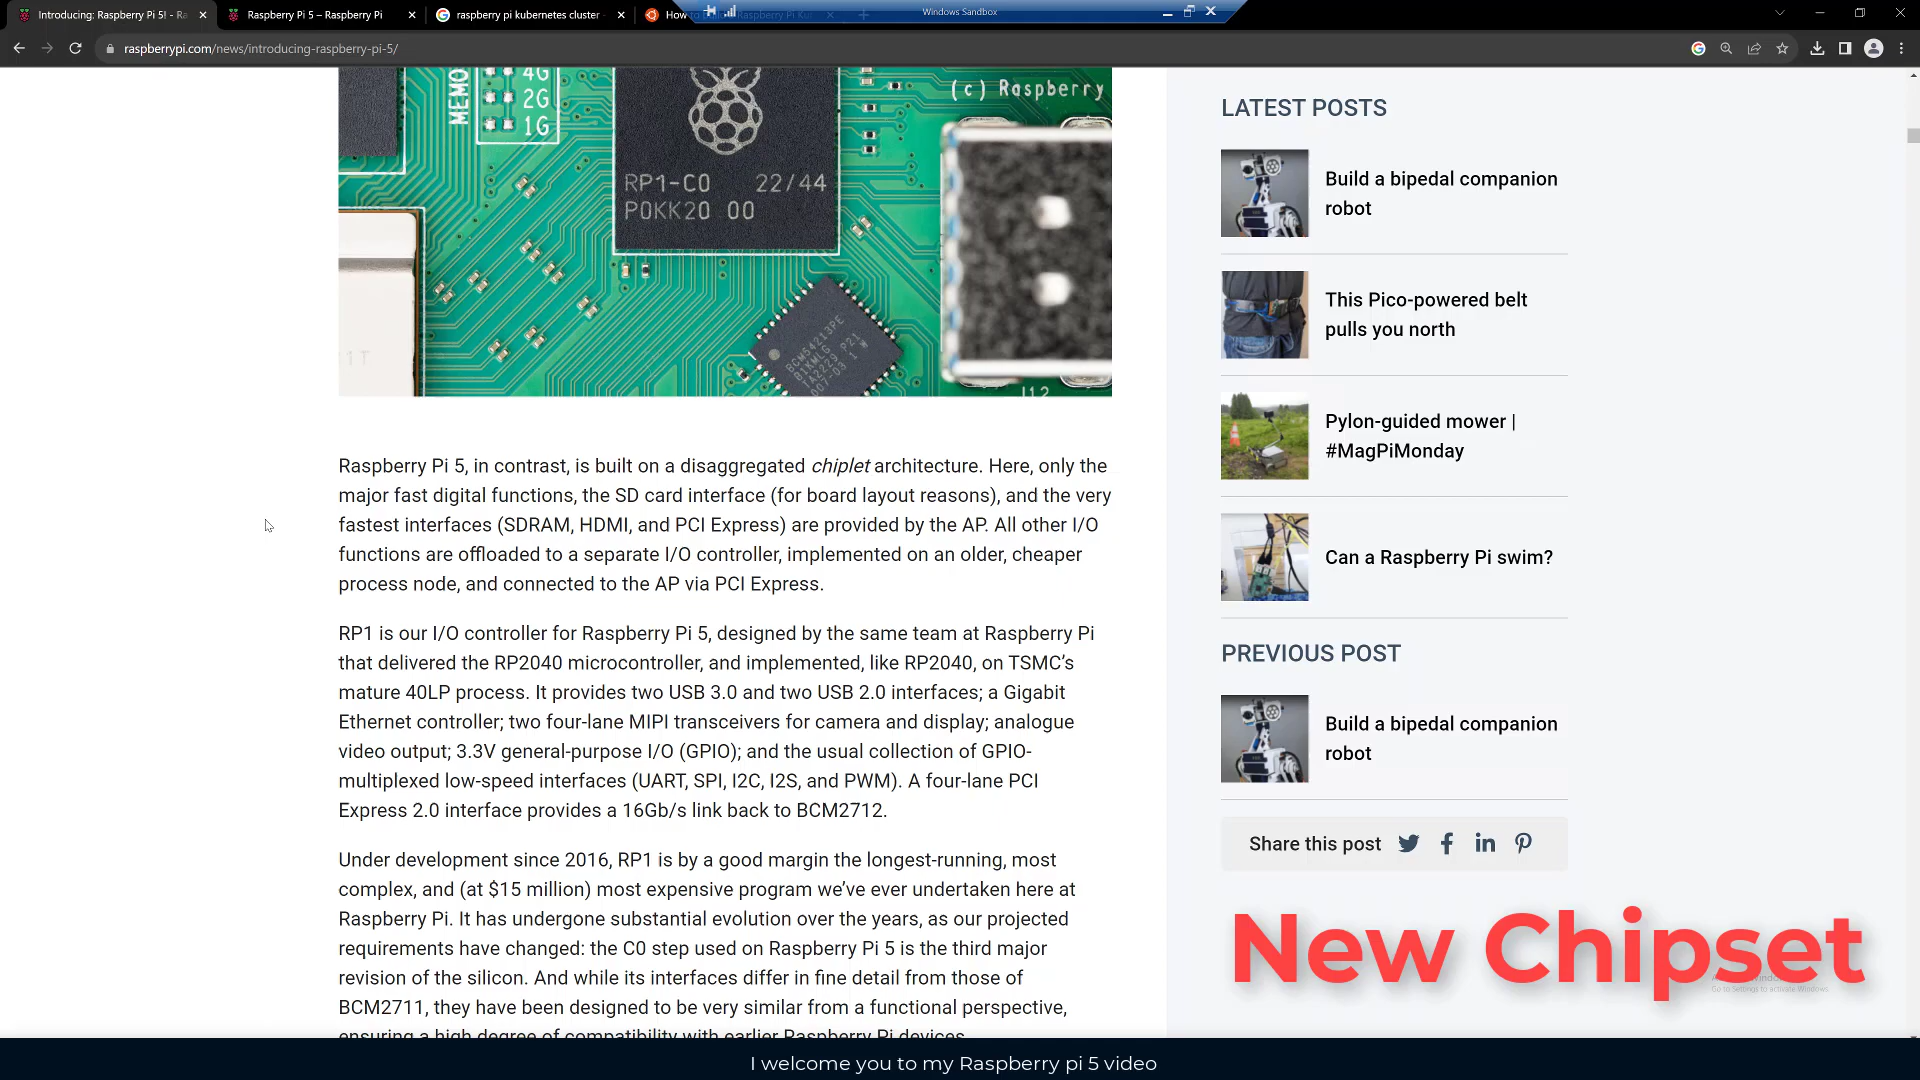 Introducing: Raspberry Pi 5! - Ra
Raspberry Pi 5 – Raspberry Pi
raspberry pi kubernetes cluster -
How to build a Raspberry Pi Ku
Windows Sandbox
raspberrypi.com/news/introducing-raspberry-pi-5/
MEMO
4G
2G
1G
(c) Raspberry
RP1-C0 22/44
P0KK20 00
BCM54213PE
J12
Raspberry Pi 5, in contrast, is built on a disaggregated chiplet architecture. Here, only the
major fast digital functions, the SD card interface (for board layout reasons), and the very
fastest interfaces (SDRAM, HDMI, and PCI Express) are provided by the AP. All other I/O
functions are offloaded to a separate I/O controller, implemented on an older, cheaper
process node, and connected to the AP via PCI Express.
RP1 is our I/O controller for Raspberry Pi 5, designed by the same team at Raspberry Pi
that delivered the RP2040 microcontroller, and implemented, like RP2040, on TSMC’s
mature 40LP process. It provides two USB 3.0 and two USB 2.0 interfaces; a Gigabit
Ethernet controller; two four-lane MIPI transceivers for camera and display; analogue
video output; 3.3V general-purpose I/O (GPIO); and the usual collection of GPIO-
multiplexed low-speed interfaces (UART, SPI, I2C, I2S, and PWM). A four-lane PCI
Express 2.0 interface provides a 16Gb/s link back to BCM2712.
Under development since 2016, RP1 is by a good margin the longest-running, most
complex, and (at $15 million) most expensive program we’ve ever undertaken here at
Raspberry Pi. It has undergone substantial evolution over the years, as our projected
requirements have changed: the C0 step used on Raspberry Pi 5 is the third major
revision of the silicon. And while its interfaces differ in fine detail from those of
BCM2711, they have been designed to be very similar from a functional perspective,
ensuring a high degree of compatibility with earlier Raspberry Pi devices.
LATEST POSTS
Build a bipedal companion
robot
This Pico-powered belt
pulls you north
Pylon-guided mower |
#MagPiMonday
Can a Raspberry Pi swim?
PREVIOUS POST
Build a bipedal companion
robot
Share this post
New Chipset
Go to Settings to activate Windows.
I welcome you to my Raspberry pi 5 video